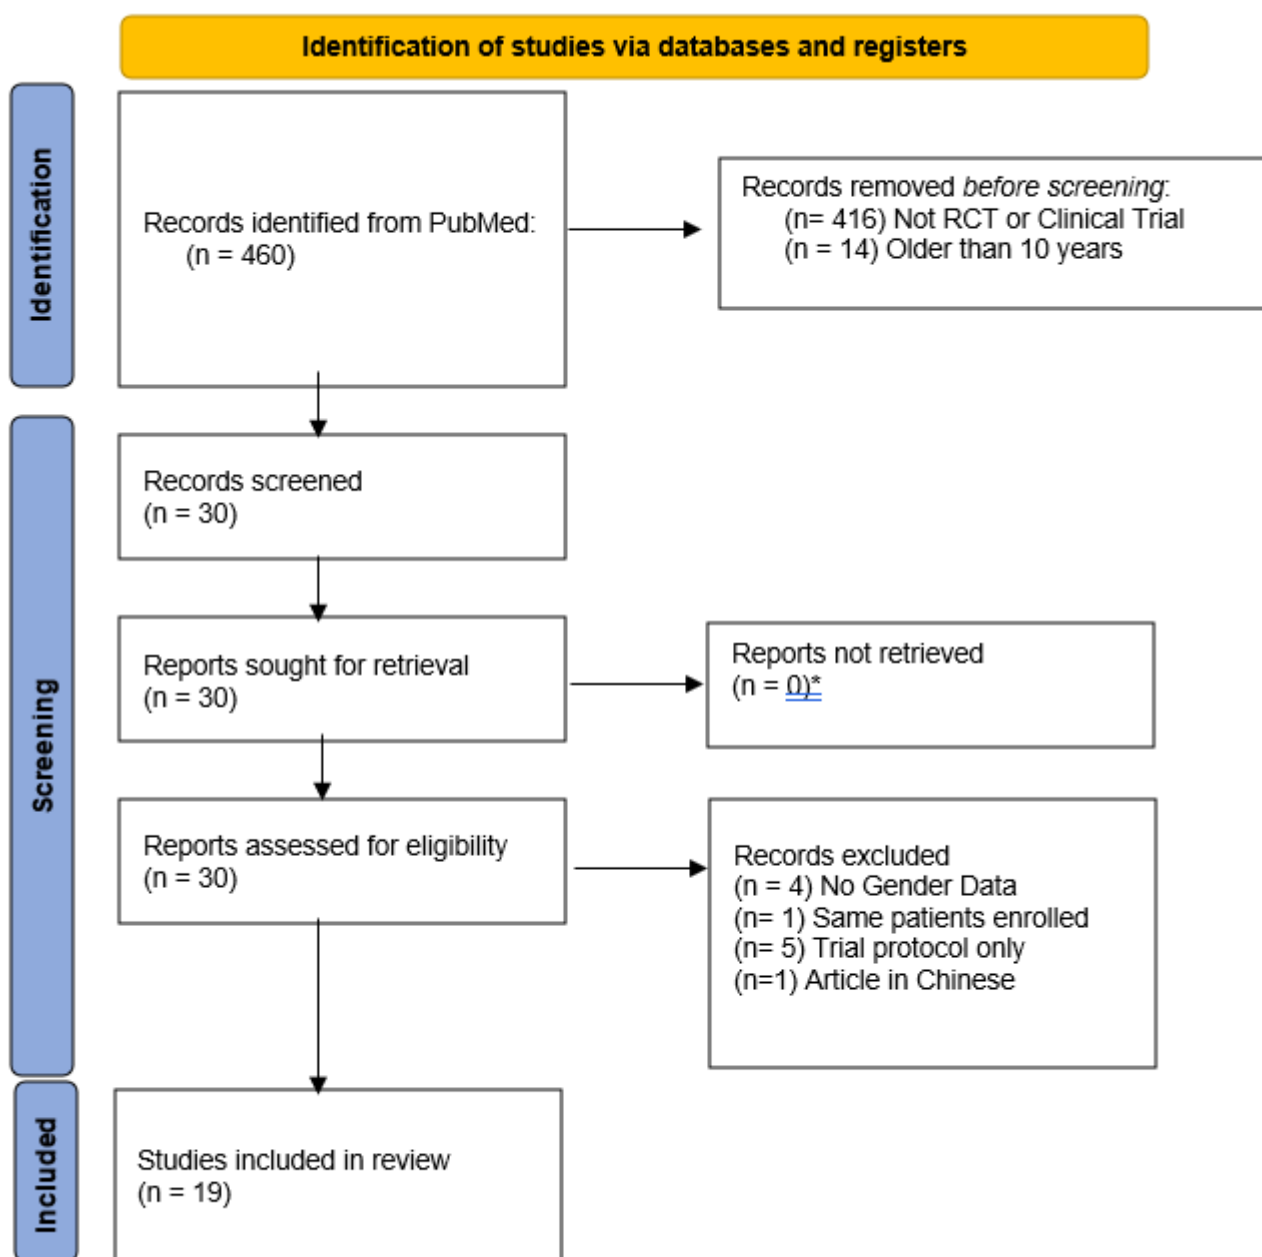 Identification of studies via databases and registers
Identification
Records identified from PubMed:
(n = 460)
Records removed before screening:
(n= 416) Not RCT or Clinical Trial
(n = 14) Older than 10 years
Screening
Records screened
(n = 30)
Reports sought for retrieval
(n = 30)
Reports not retrieved
(n = 0)*
Reports assessed for eligibility
(n = 30)
Records excluded
(n = 4) No Gender Data
(n= 1) Same patients enrolled
(n= 5) Trial protocol only
(n=1) Article in Chinese
Included
Studies included in review
(n = 19)